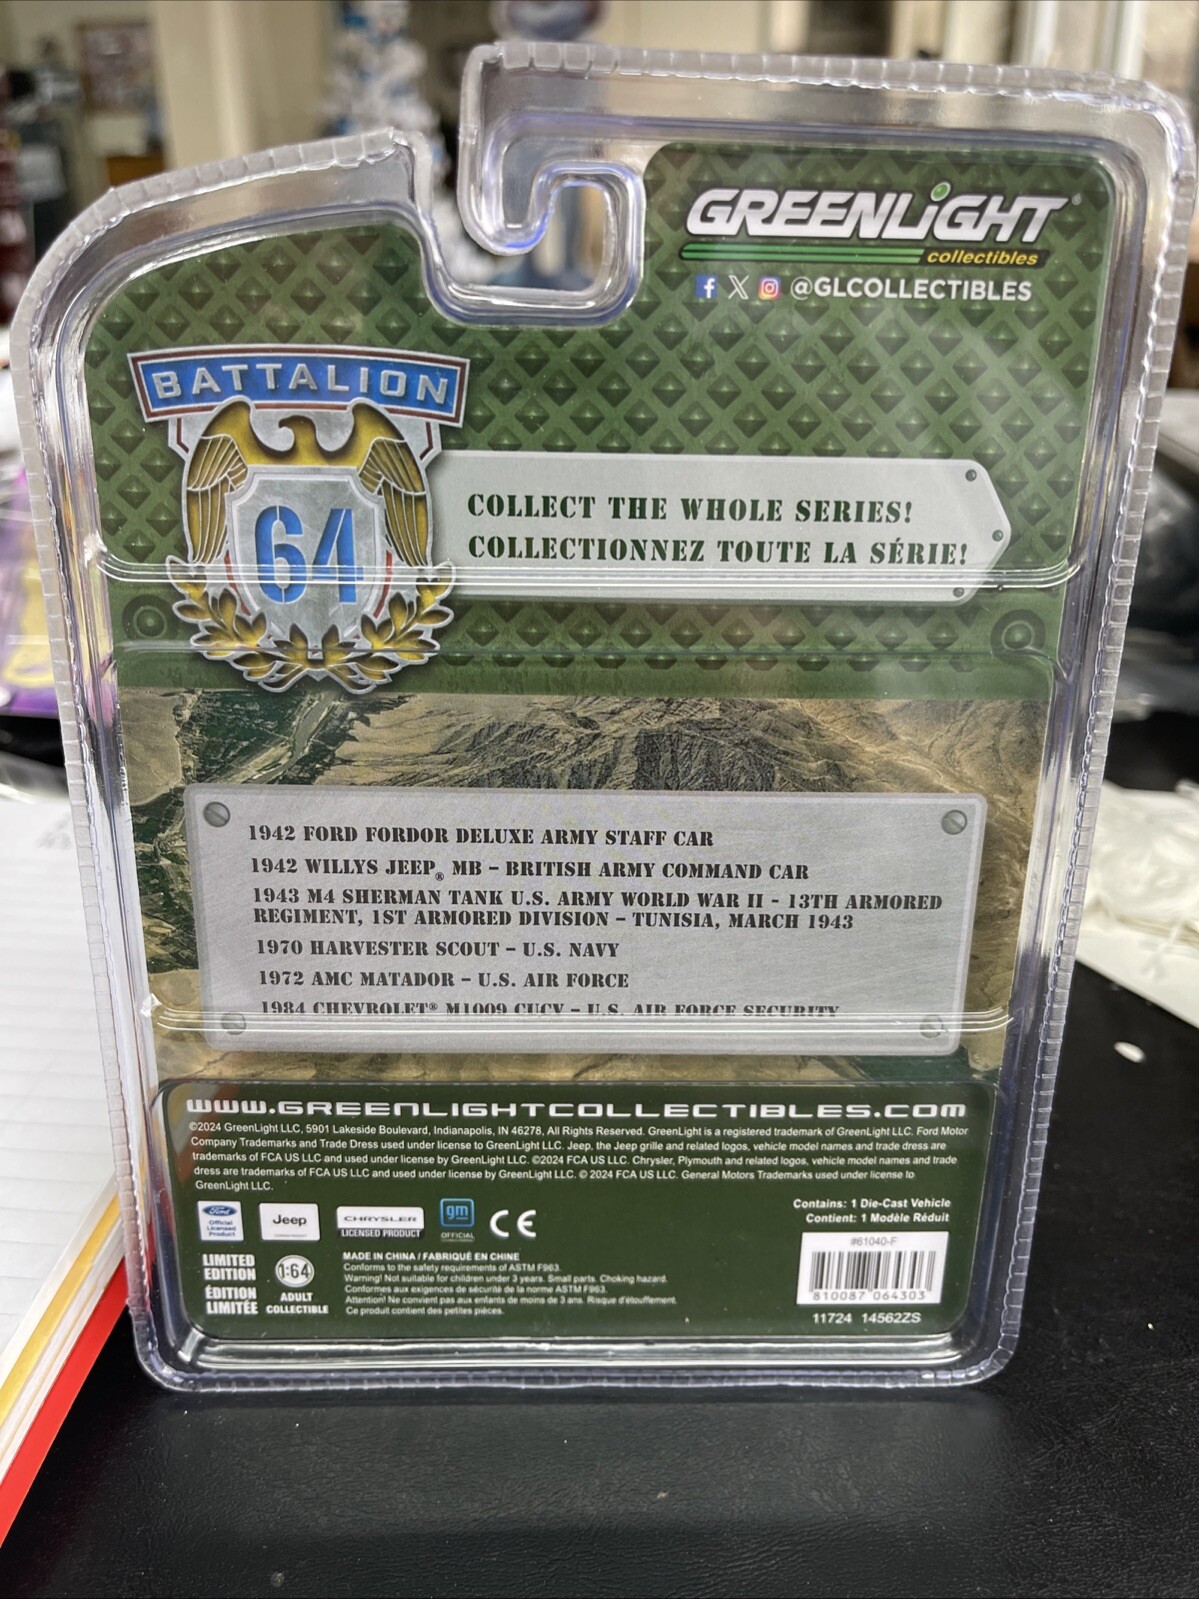 GREENLiGHT
collectibles
@GLCOLLECTIBLES
BATTALION
64
COLLECT THE WHOLE SERIES!
COLLECTIONNEZ TOUTE LA SÉRIE!
1942 FORD FORDOR DELUXE ARMY STAFF CAR
1942 WILLYS JEEP® MB – BRITISH ARMY COMMAND CAR
1943 M4 SHERMAN TANK U.S. ARMY WORLD WAR II - 13TH ARMORED
REGIMENT, 1ST ARMORED DIVISION – TUNISIA, MARCH 1943
1970 HARVESTER SCOUT – U.S. NAVY
1972 AMC MATADOR – U.S. AIR FORCE
1984 CHEVROLET® M1009 CUCV – U.S. AIR FORCE SECURITY
WWW.GREENLIGHTCOLLECTIBLES.COM
©2024 GreenLight LLC, 5901 Lakeside Boulevard, Indianapolis, IN 46278, All Rights Reserved. GreenLight is a registered trademark of GreenLight LLC. Ford Motor
Company Trademarks and Trade Dress used under license to GreenLight LLC. Jeep, the Jeep grille and related logos, vehicle model names and trade dress are
trademarks of FCA US LLC and used under license by GreenLight LLC. ©2024 FCA US LLC. Chrysler, Plymouth and related logos, vehicle model names and trade
dress are trademarks of FCA US LLC and used under license by GreenLight LLC. © 2024 FCA US LLC. General Motors Trademarks used under license to
GreenLight LLC.
Contains: 1 Die-Cast Vehicle
Contient: 1 Modèle Réduit
Ford
Official
Licensed
Product
Jeep
CHRYSLER
LICENSED PRODUCT
gm
OFFICIAL
CE
#61040-F
810087 064303
11724 14562ZS
LIMITED
EDITION
ÉDITION
LIMITÉE
1:64
ADULT
COLLECTIBLE
MADE IN CHINA / FABRIQUÉ EN CHINE
Conforms to the safety requirements of ASTM F963.
Warning! Not suitable for children under 3 years. Small parts. Choking hazard.
Conformes aux exigences de sécurité de la norme ASTM F963.
Attention! Ne convient pas aux enfants de moins de 3 ans. Risque d'étouffement.
Ce produit contient des petites pièces.